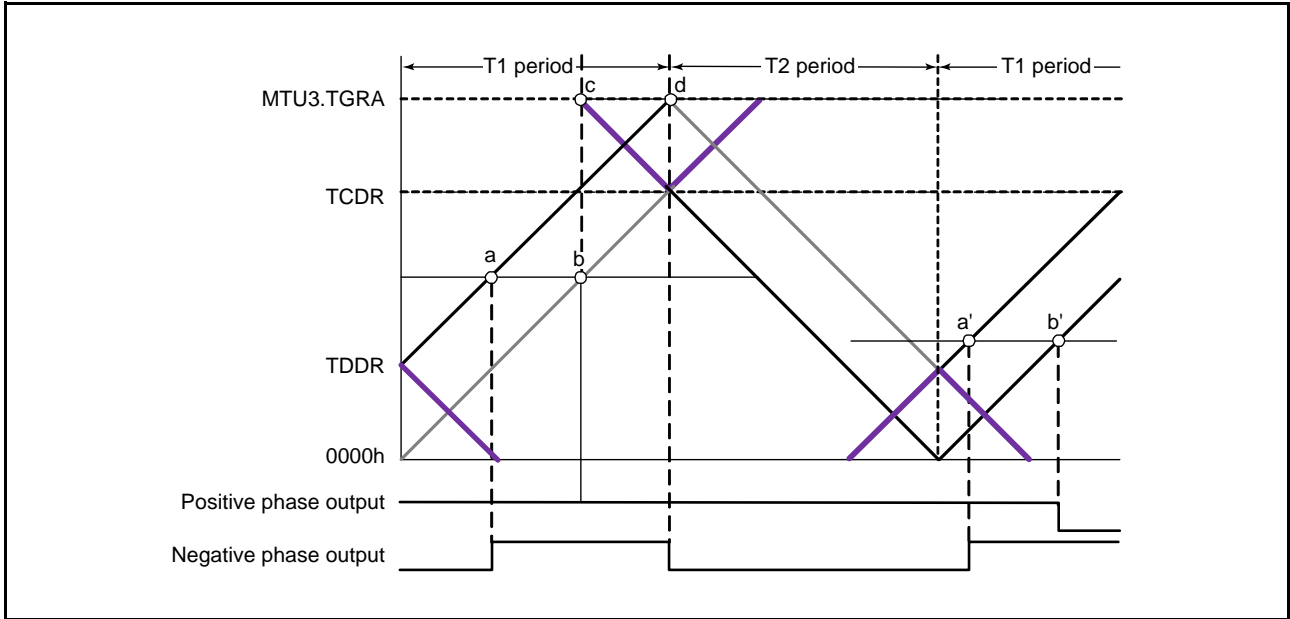 T1 period
T2 period
T1 period
MTU3.TGRA
c
d
TCDR
a
b
a'
b'
TDDR
0000h
Positive phase output
Negative phase output